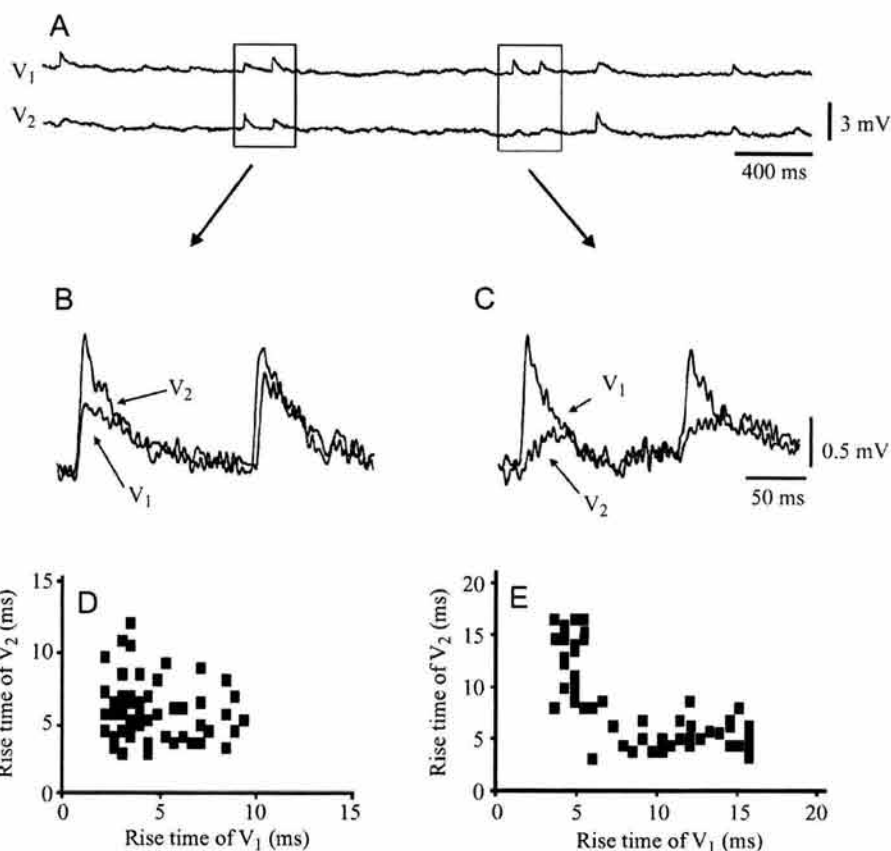 A
V1
V2
3 mV
400 ms
B
C
V2
V1
V1
V2
0.5 mV
50 ms
D
15
10
5
0
Rise time of V2 (ms)
0
5
10
15
Rise time of V1 (ms)
E
20
15
10
5
0
Rise time of V2 (ms)
0
5
10
15
20
Rise time of V1 (ms)